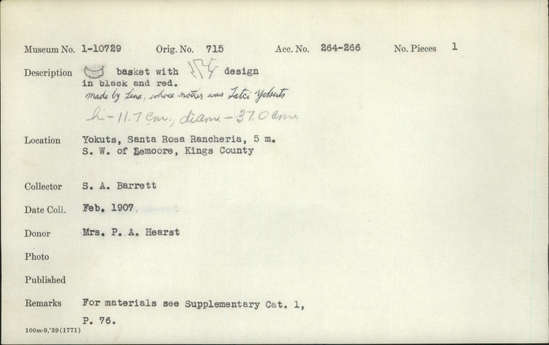 Museum No. 1-10729 Orig. No. 715 Acc. No. 264-266 No. Pieces 1
Description basket with design
in black and red.
made by Lena, whose mother was Tatci Yokuts
h-11.7 cm., diam-37.0 cm
Location Yokuts, Santa Rosa Rancheria, 5 m.
S. W. of Lemoore, Kings County
Collector S. A. Barrett
Date Coll. Feb. 1907
Donor Mrs. P. A. Hearst
Photo
Published
Remarks For materials see Supplementary Cat. 1,
P. 76.
100m-9,'39(1771)